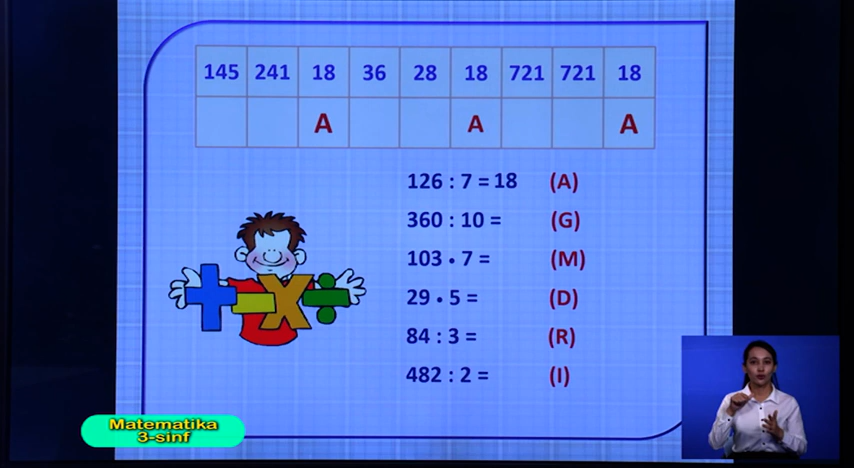 145 241 18 36 28 18 721 721 18
A A A
126 : 7 = 18 (A)
360 : 10 = (G)
103 • 7 = (M)
29 • 5 = (D)
84 : 3 = (R)
482 : 2 = (I)
Matematika
3-sinf